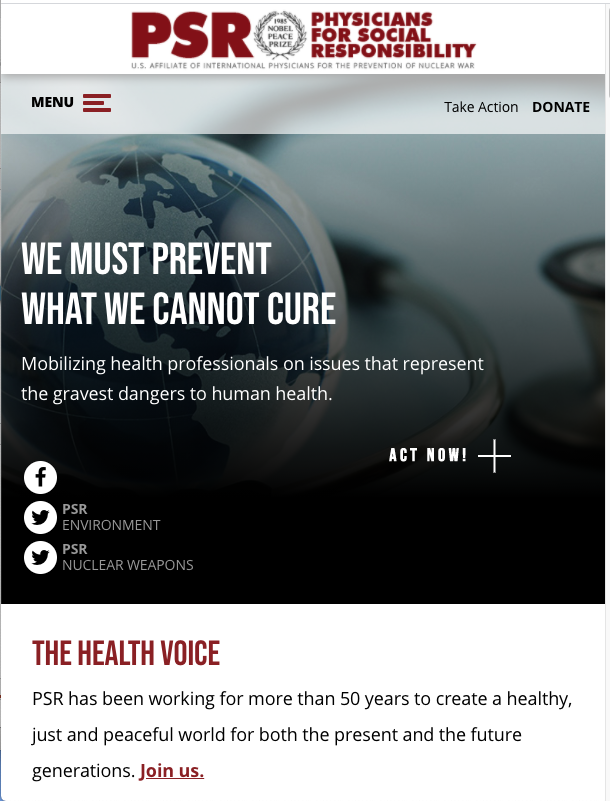 PSR
1985
NOBEL
PEACE
PRIZE
PHYSICIANS
FOR SOCIAL
RESPONSIBILITY
U.S. AFFILIATE OF INTERNATIONAL PHYSICIANS FOR THE PREVENTION OF NUCLEAR WAR
MENU
Take Action DONATE
WE MUST PREVENT
WHAT WE CANNOT CURE
Mobilizing health professionals on issues that represent
the gravest dangers to human health.
ACT NOW!
PSR
ENVIRONMENT
PSR
NUCLEAR WEAPONS
THE HEALTH VOICE
PSR has been working for more than 50 years to create a healthy,
just and peaceful world for both the present and the future
generations. Join us.